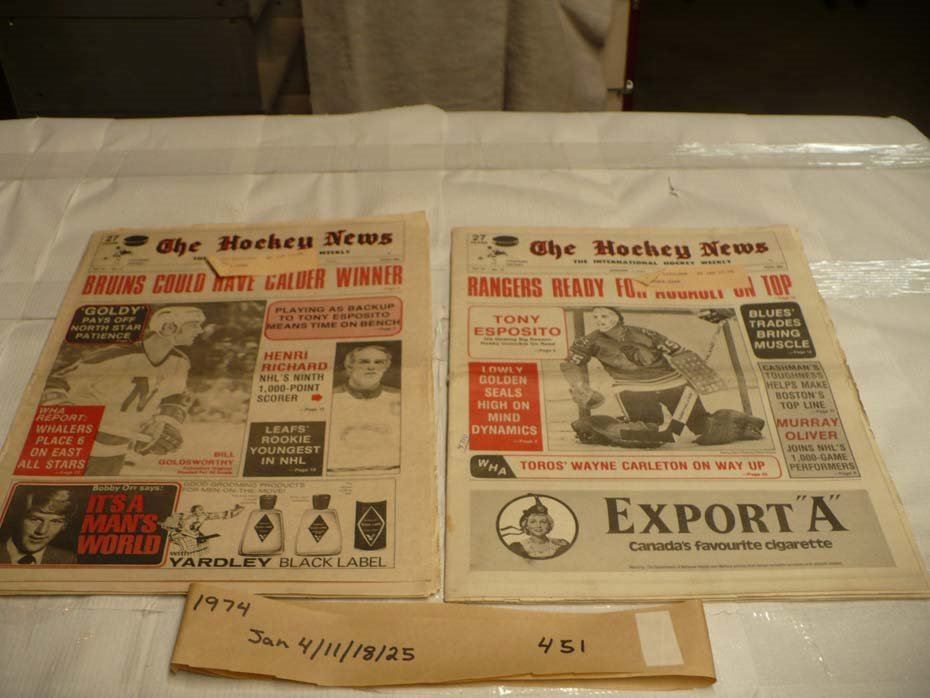 27
The Hockey News
BRUINS COULD HAVE CALDER WINNER
'GOLDY'
PAYS OFF
NORTH STAR
PATIENCE
PLAYING AS BACKUP
TO TONY ESPOSITO
MEANS TIME ON BENCH
HENRI
RICHARD
NHL'S NINTH
1,000-POINT
SCORER
WHA
REPORT:
WHALERS
PLACE 6
ON EAST
ALL STARS
LEAFS'
ROOKIE
YOUNGEST
IN NHL
BILL
GOLDSWORTHY
Bobby Orr says:
IT'S A
MAN'S
WORLD
GOOD GROOMING PRODUCTS
FOR MEN ON THE MOVE!
with
YARDLEY BLACK LABEL
27
The Hockey News
THE INTERNATIONAL HOCKEY WEEKLY
RANGERS READY FOR ASSAULT ON TOP
TONY
ESPOSITO
BLUES'
TRADES
BRING
MUSCLE
LOWLY
GOLDEN
SEALS
HIGH ON
MIND
DYNAMICS
CASHMAN'S
TOUGHNESS
HELPS MAKE
BOSTON'S
TOP LINE
MURRAY
OLIVER
JOINS NHL'S
1,000-GAME
PERFORMERS
WHA
TOROS' WAYNE CARLETON ON WAY UP
EXPORT "A"
Canada's favourite cigarette
1974
Jan 4/11/18/25
451